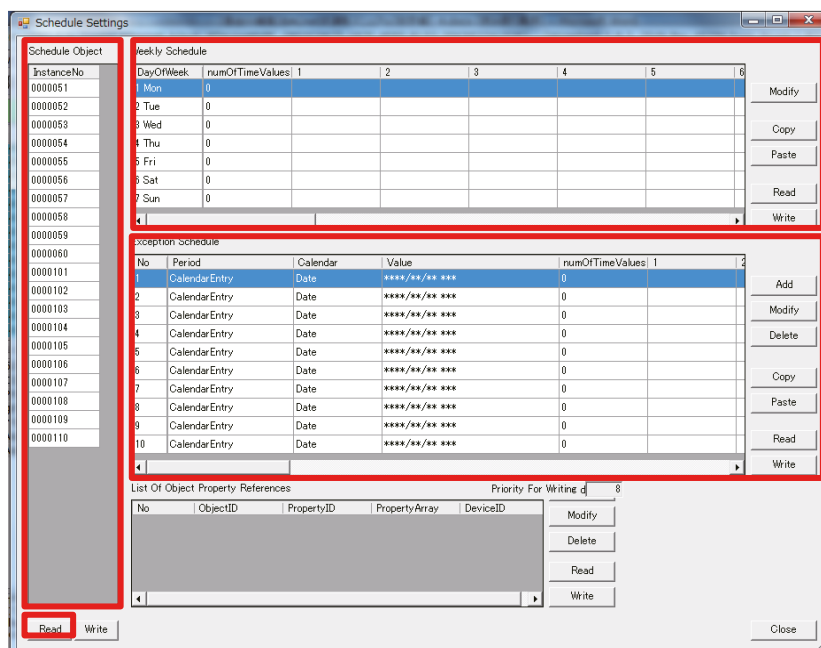 Schedule Settings
Schedule Object
InstanceNo
0000051
0000052
0000053
0000054
0000055
0000056
0000057
0000058
0000059
0000060
0000101
0000102
0000103
0000104
0000105
0000106
0000107
0000108
0000109
0000110
Read Write
Weekly Schedule
DayOfWeek numOfTimeValues 1 2 3 4 5 6
1 Mon 0
2 Tue 0
3 Wed 0
4 Thu 0
5 Fri 0
6 Sat 0
7 Sun 0
Modify
Copy
Paste
Read
Write
Exception Schedule
No Period Calendar Value numOfTimeValues 1 2
1 CalendarEntry Date ****/**/** *** 0
2 CalendarEntry Date ****/**/** *** 0
3 CalendarEntry Date ****/**/** *** 0
4 CalendarEntry Date ****/**/** *** 0
5 CalendarEntry Date ****/**/** *** 0
6 CalendarEntry Date ****/**/** *** 0
7 CalendarEntry Date ****/**/** *** 0
8 CalendarEntry Date ****/**/** *** 0
9 CalendarEntry Date ****/**/** *** 0
10 CalendarEntry Date ****/**/** *** 0
Add
Modify
Delete
Copy
Paste
Read
Write
List Of Object Property References Priority For Writing d 8
No ObjectID PropertyID PropertyArray DeviceID
Modify
Delete
Read
Write
Close